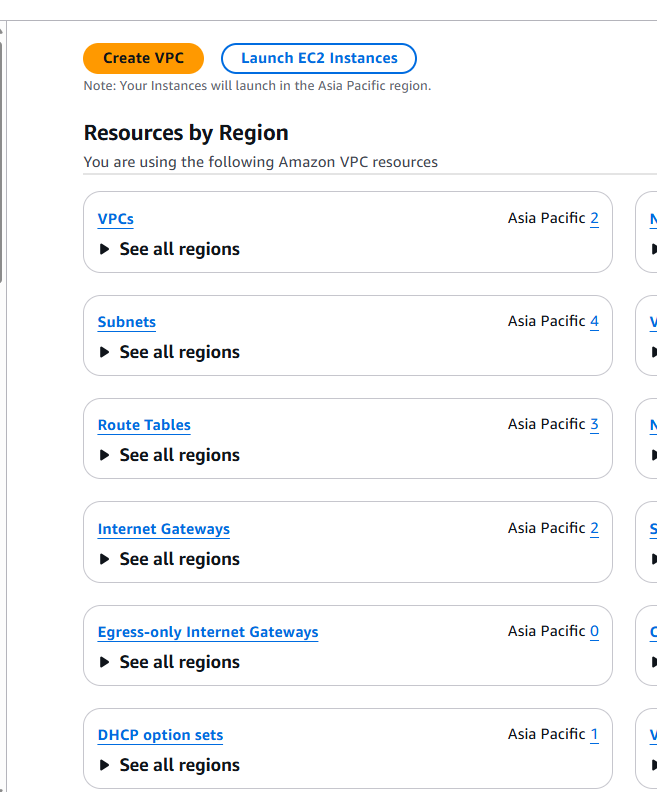 Create VPC
Launch EC2 Instances
Note: Your Instances will launch in the Asia Pacific region.
Resources by Region
You are using the following Amazon VPC resources
VPCs
Asia Pacific 2
See all regions
Subnets
Asia Pacific 4
See all regions
Route Tables
Asia Pacific 3
See all regions
Internet Gateways
Asia Pacific 2
See all regions
Egress-only Internet Gateways
Asia Pacific 0
See all regions
DHCP option sets
Asia Pacific 1
See all regions